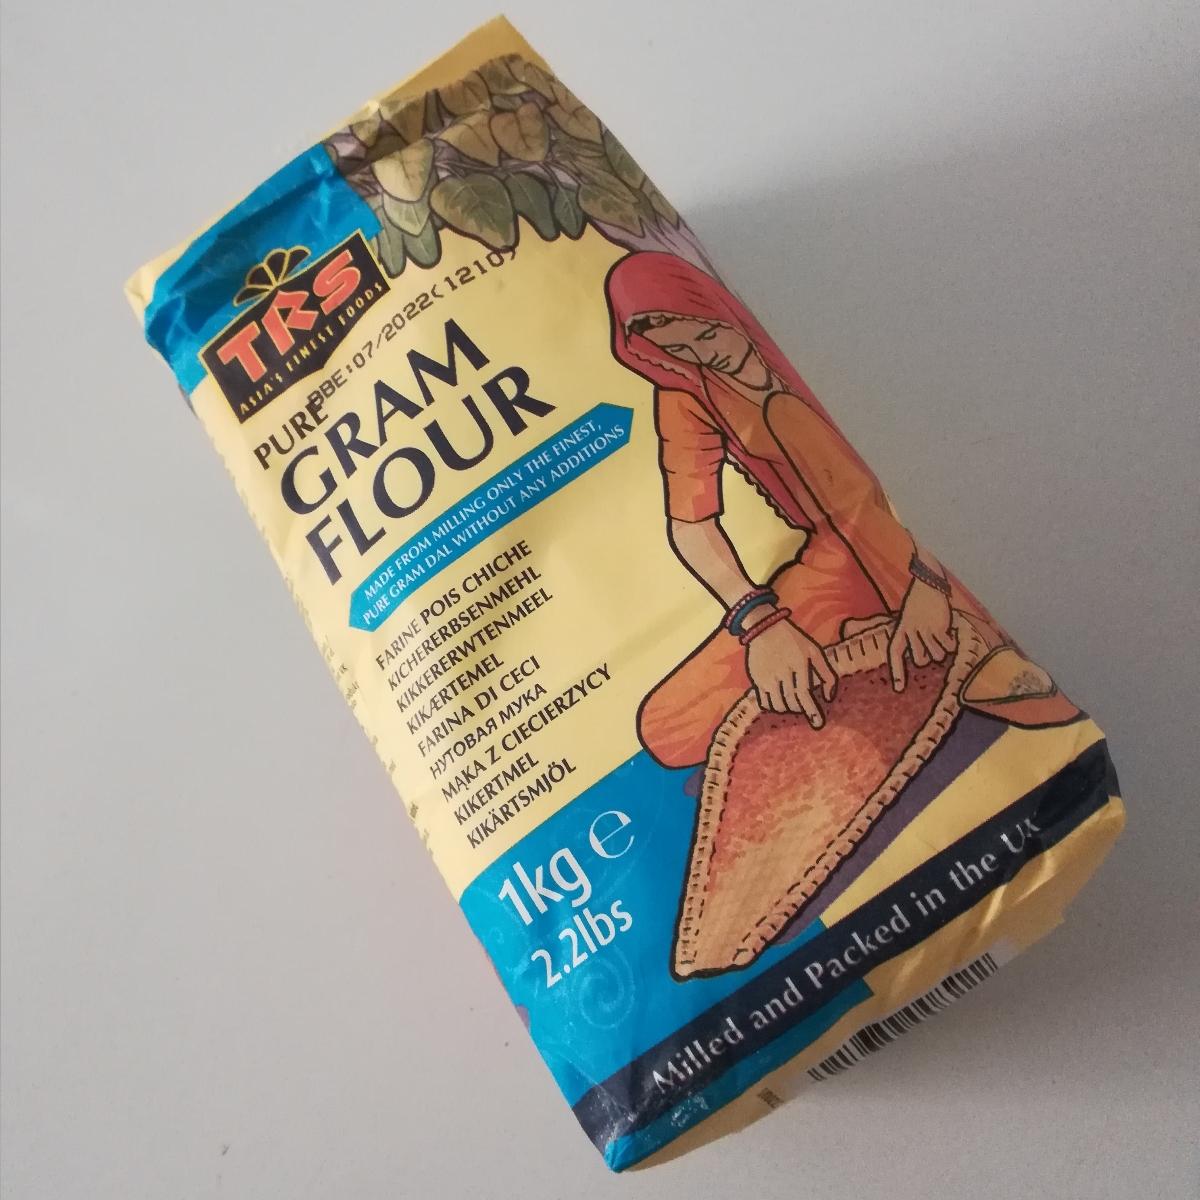 TRS
ASIA'S FINEST FOODS
BBE:07/2022<1210>
PURE
GRAM
FLOUR
MADE FROM MILLING ONLY THE FINEST,
PURE GRAM DAL WITHOUT ANY ADDITIONS
FARINE POIS CHICHE
KICHERERBSENMEHL
KIKKERERWTENMEEL
KIKÆRTEMEL
FARINA DI CECI
НУТОВАЯ МУКА
MĄKA Z CIECIERZYCY
KIKERTMEL
KIKÄRTSMJÖL
1kg e
2.2lbs
Milled and Packed in the UK